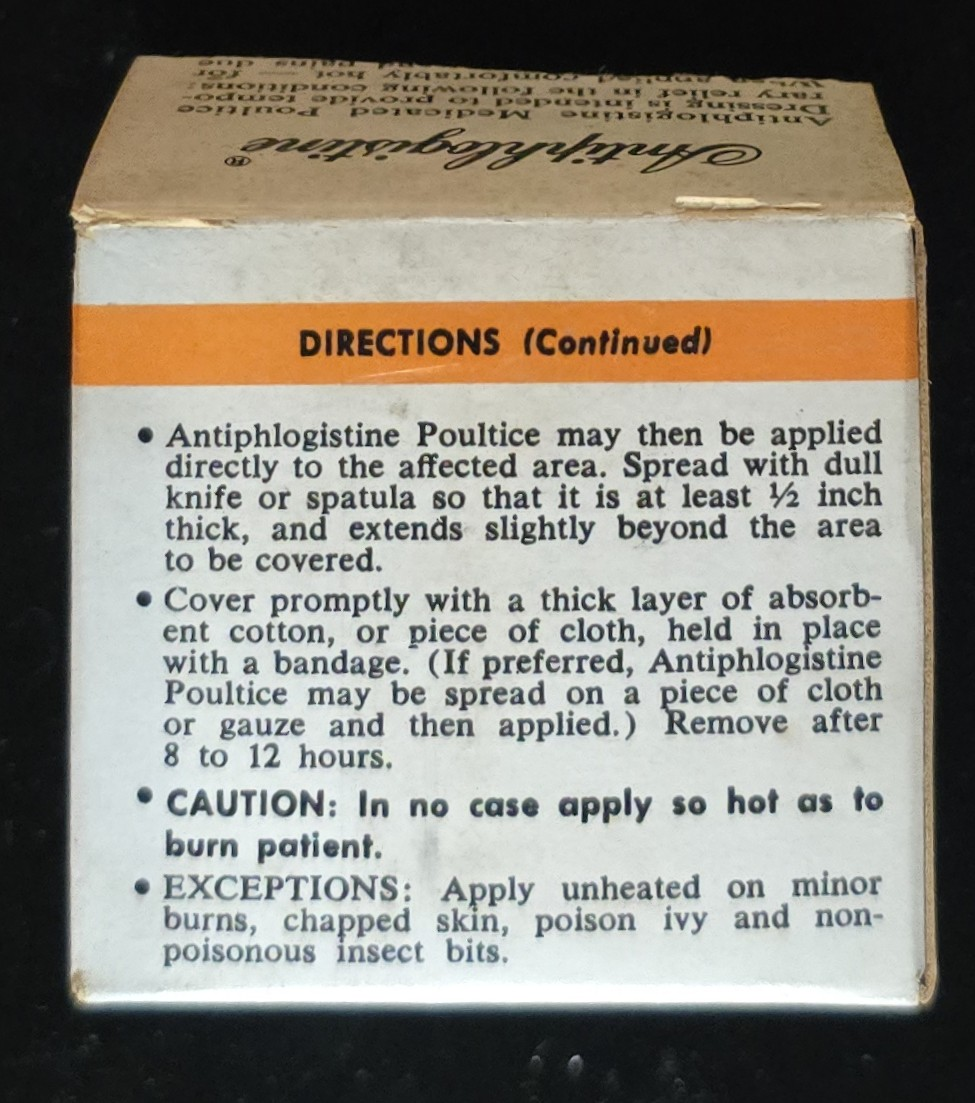 Antiphlogistine®
Antiphlogistine Medicated Poultice
Dressing is intended to provide tempo-
rary relief in the following conditions:
When applied comfortably hot — for
pains due
DIRECTIONS (Continued)
• Antiphlogistine Poultice may then be applied
directly to the affected area. Spread with dull
knife or spatula so that it is at least ½ inch
thick, and extends slightly beyond the area
to be covered.
• Cover promptly with a thick layer of absorb-
ent cotton, or piece of cloth, held in place
with a bandage. (If preferred, Antiphlogistine
Poultice may be spread on a piece of cloth
or gauze and then applied.) Remove after
8 to 12 hours.
• CAUTION: In no case apply so hot as to
burn patient.
• EXCEPTIONS: Apply unheated on minor
burns, chapped skin, poison ivy and non-
poisonous insect bits.